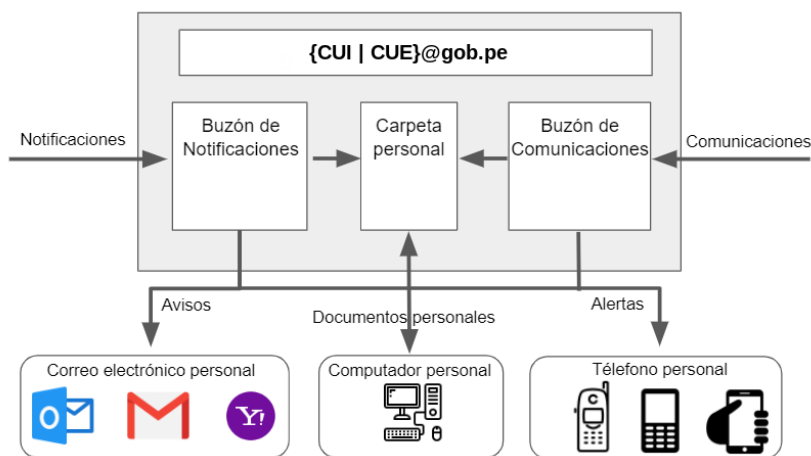 {CUI | CUE}@gob.pe
Notificaciones
Buzón de
Notificaciones
Carpeta
personal
Buzón de
Comunicaciones
Comunicaciones
Avisos
Documentos personales
Alertas
Correo electrónico personal
Computador personal
Télefono personal
O
Y!